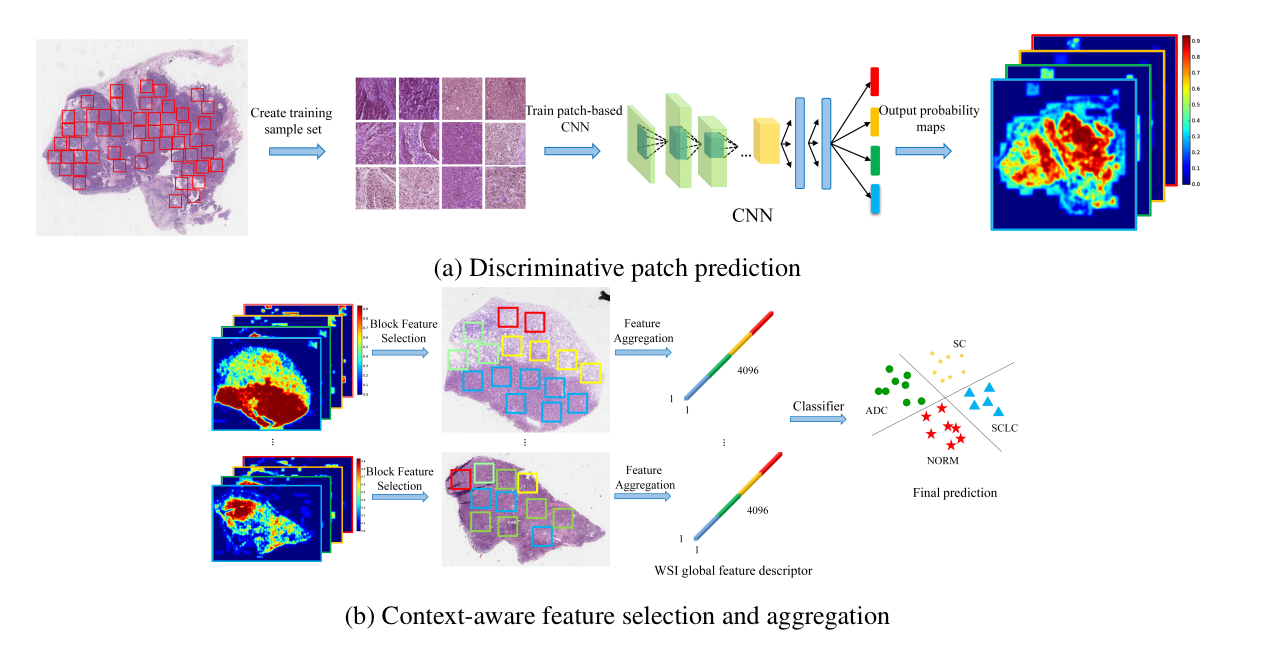 Create training
sample set
Train patch-based
CNN
...
CNN
Output probability
maps
0.9
0.8
0.7
0.6
0.5
0.4
0.3
0.2
0.1
0.0
(a) Discriminative patch prediction
Block Feature
Selection
Feature
Aggregation
4096
1
1
...
...
...
Block Feature
Selection
Feature
Aggregation
4096
1
1
WSI global feature descriptor
Classifier
SC
ADC
SCLC
NORM
Final prediction
(b) Context-aware feature selection and aggregation